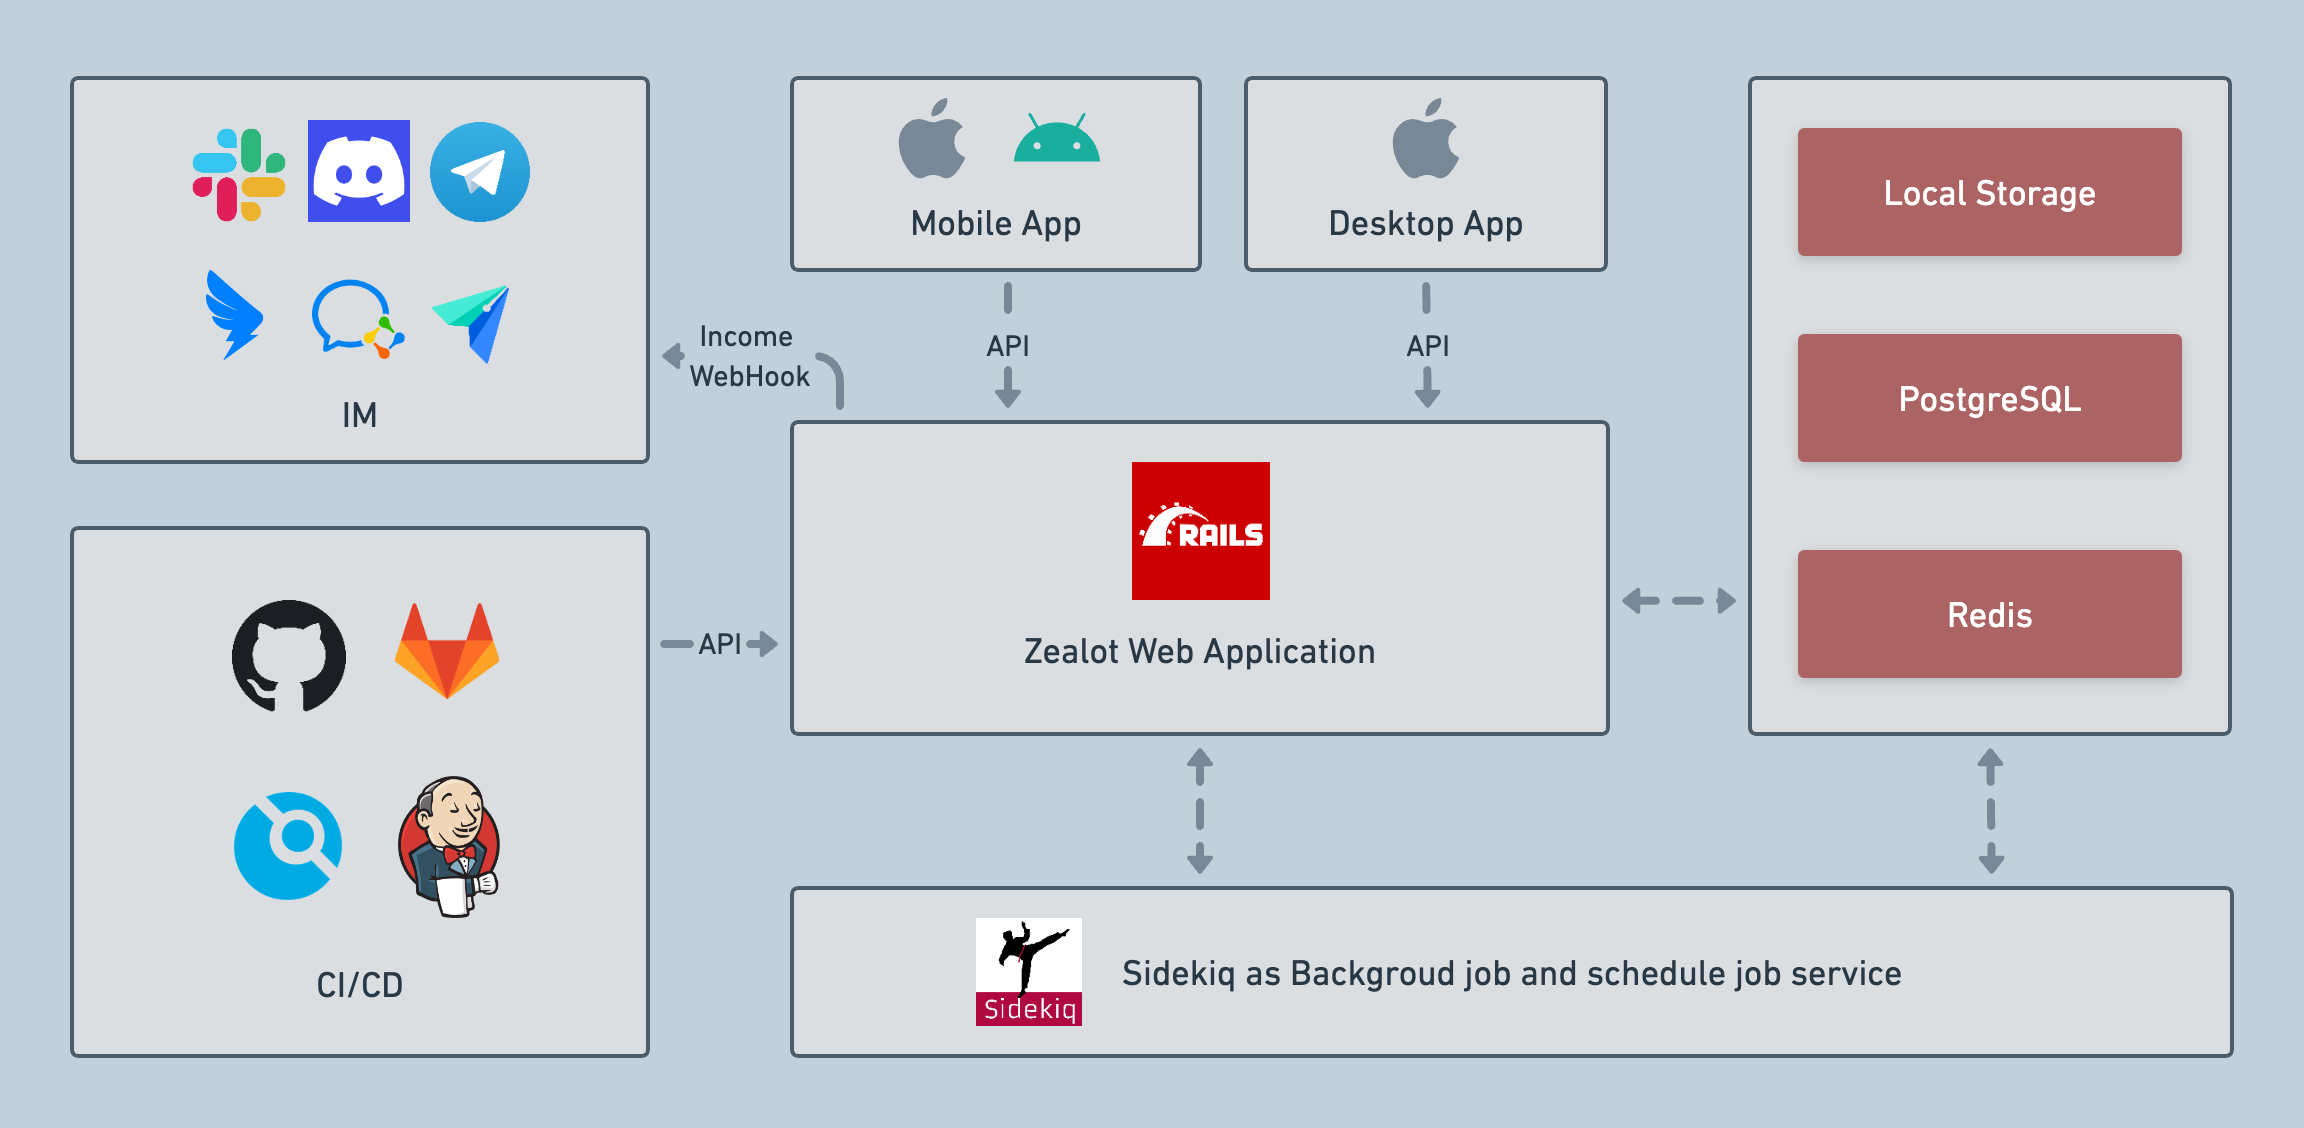 IM
Income
WebHook
Mobile App
Desktop App
API
API
Local Storage
PostgreSQL
Redis
RAILS
Zealot Web Application
API
CI/CD
Sidekiq
Sidekiq as Backgroud job and schedule job service